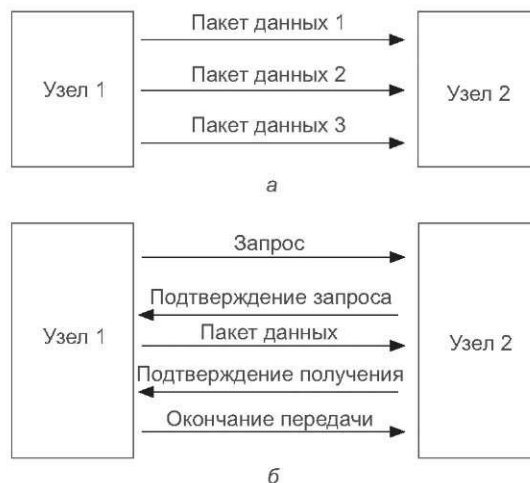 Пакет данных 1
Узел 1
Пакет данных 2
Узел 2
Пакет данных 3
а
Запрос
Подтверждение запроса
Узел 1
Пакет данных
Узел 2
Подтверждение получения
Окончание передачи
б